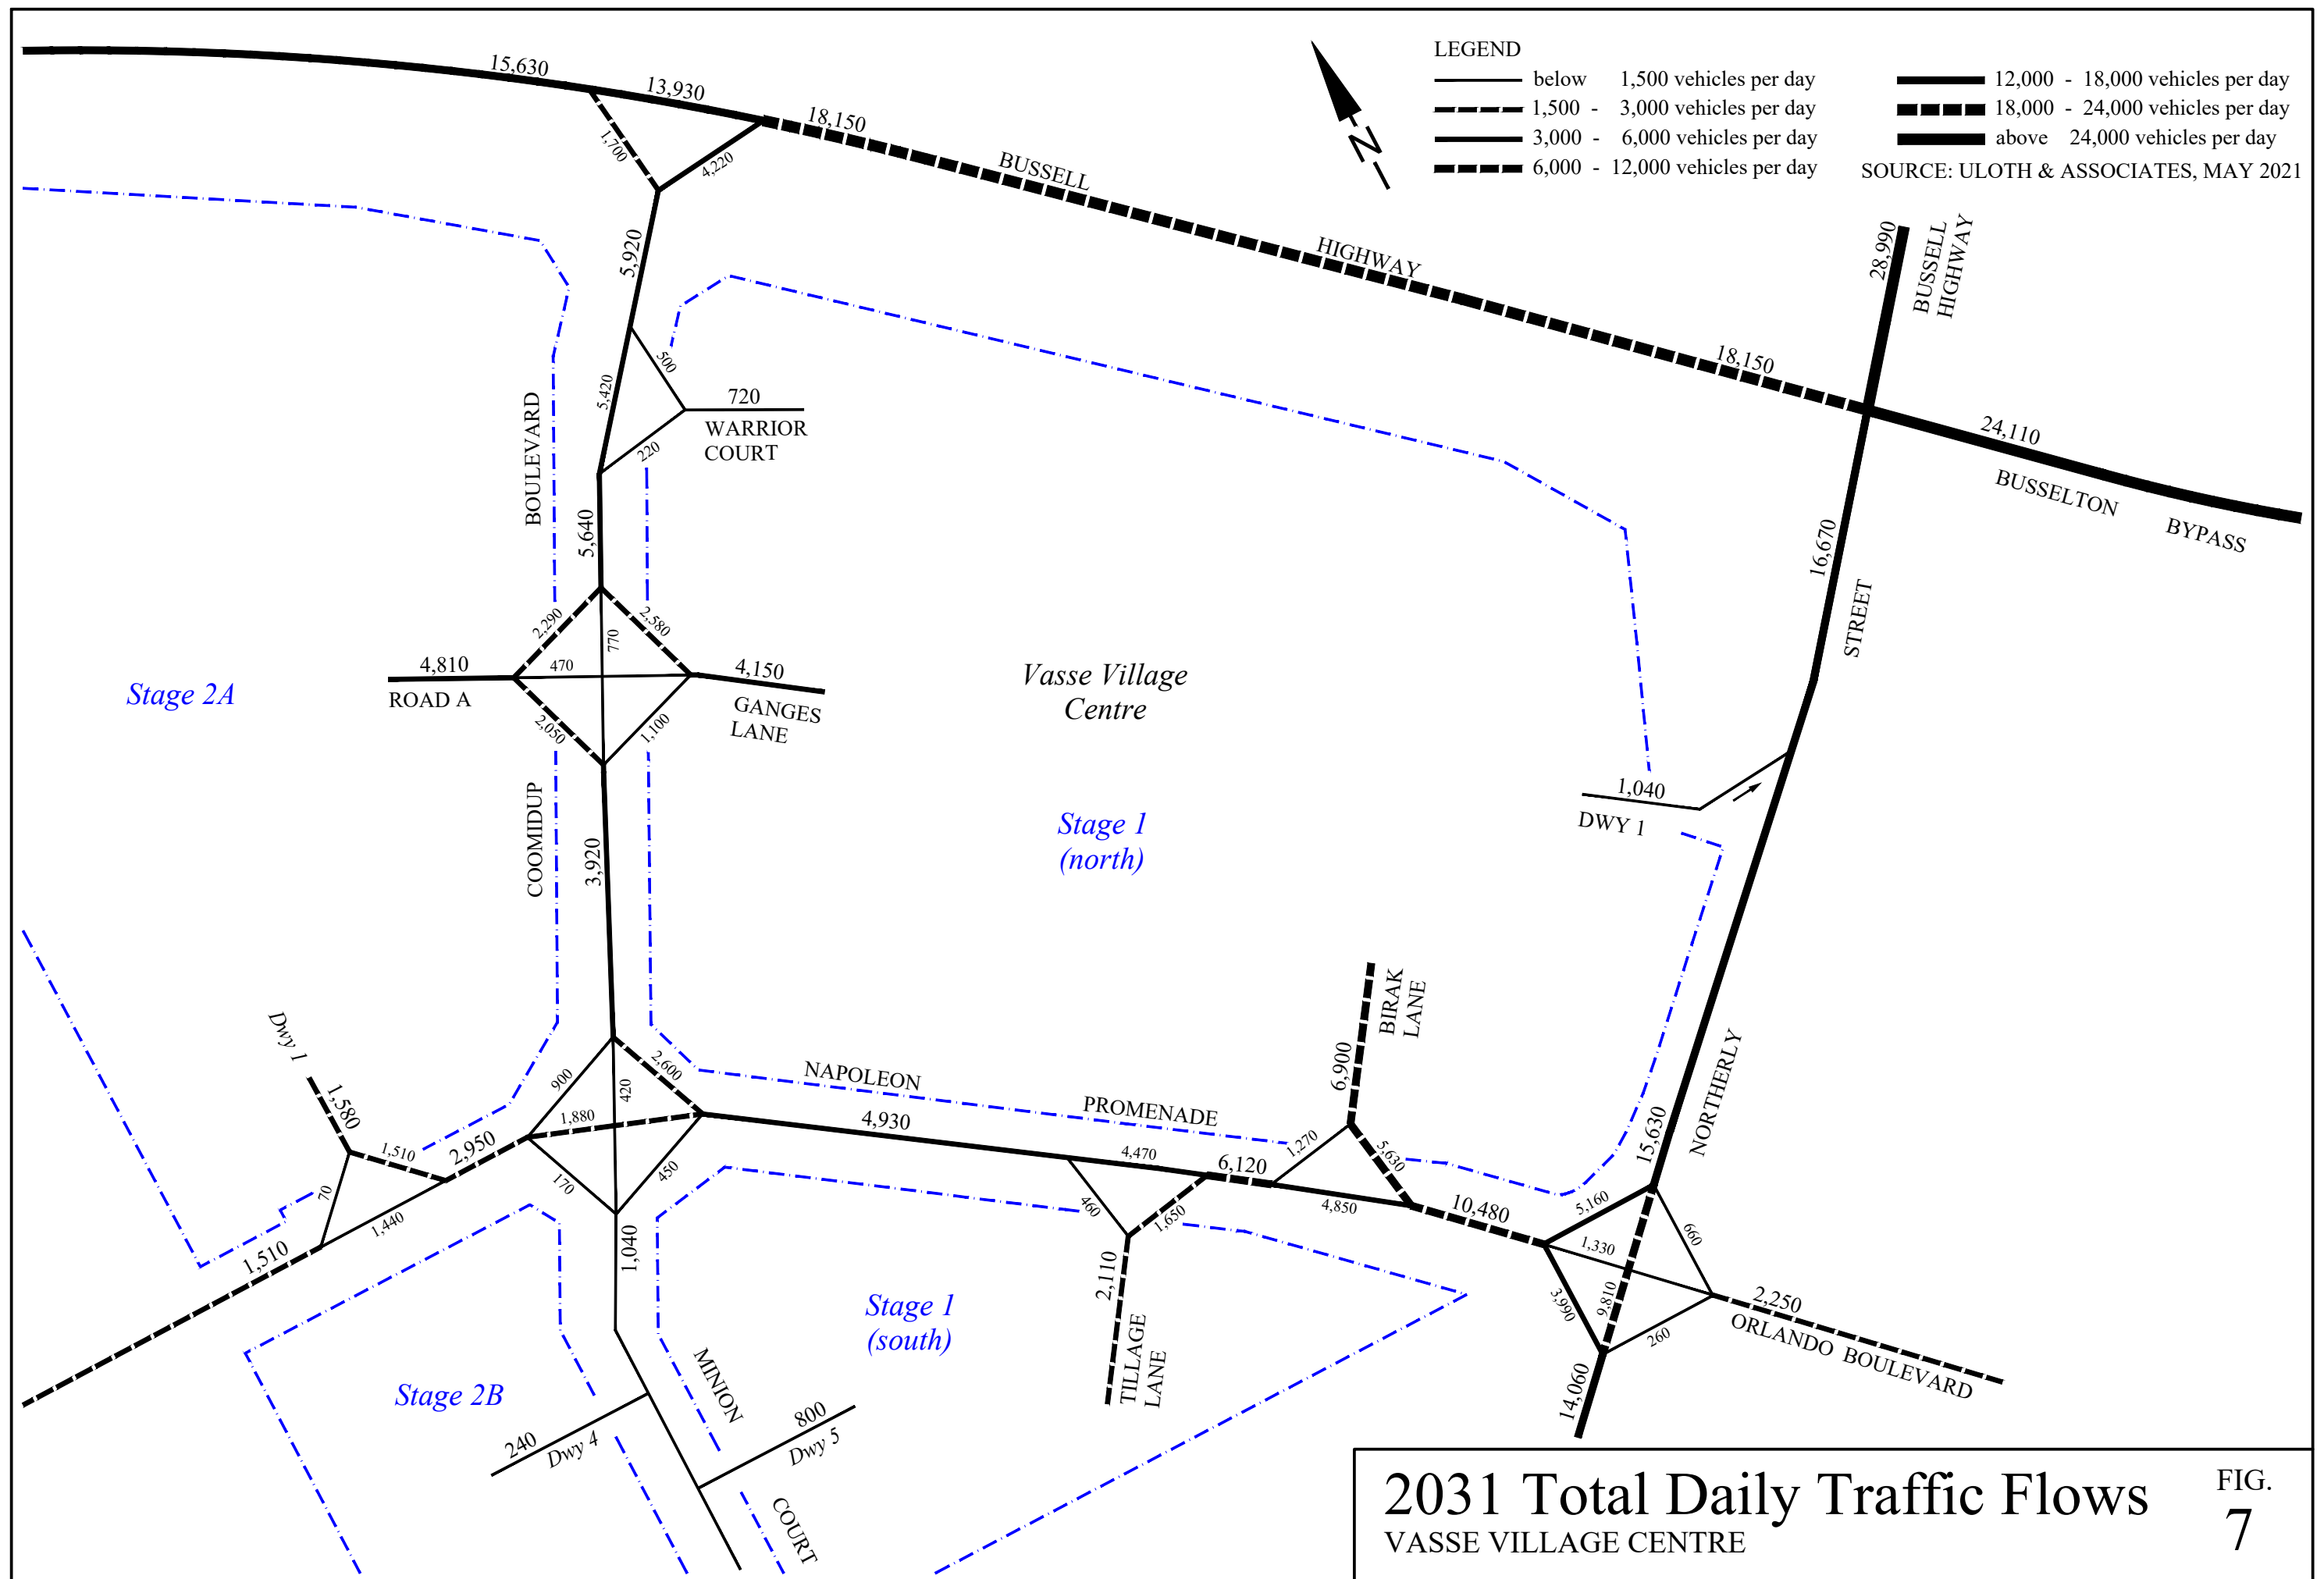 15,630
13,930
18,150
1,700
4,220
BUSSELL
HIGHWAY
18,150
N
LEGEND
below 1,500 vehicles per day
1,500 - 3,000 vehicles per day
3,000 - 6,000 vehicles per day
6,000 - 12,000 vehicles per day
12,000 - 18,000 vehicles per day
18,000 - 24,000 vehicles per day
above 24,000 vehicles per day
SOURCE: ULOTH & ASSOCIATES, MAY 2021
28,990
BUSSELL
HIGHWAY
24,110
BUSSELTON
BYPASS
16,670
STREET
5,920
500
5,420
720
WARRIOR
COURT
220
BOULEVARD
5,640
2,290
2,580
770
470
4,810
ROAD A
4,150
GANGES
LANE
2,050
1,100
Stage 2A
Vasse Village
Centre
Stage 1
(north)
1,040
DWY 1
COOMIDUP
3,920
Dwy 1
1,580
1,510
2,950
70
1,440
1,510
900
2,600
420
1,880
170
450
1,040
NAPOLEON
PROMENADE
4,930
4,470
6,120
460
1,650
2,110
TILLAGE
LANE
BIRAK
LANE
6,900
1,270
5,630
4,850
10,480
NORTHERLY
15,630
5,160
660
1,330
9,810
3,990
260
14,060
2,250
ORLANDO BOULEVARD
Stage 1
(south)
Stage 2B
MINION
COURT
240
Dwy 4
800
Dwy 5
2031 Total Daily Traffic Flows
VASSE VILLAGE CENTRE
FIG.
7